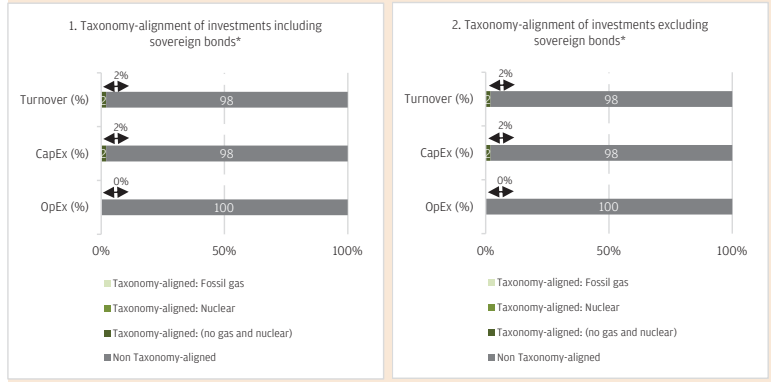 1. Taxonomy-alignment of investments including
sovereign bonds*
2%
Turnover (%)
2
98
2%
CapEx (%)
2
98
0%
OpEx (%)
100
0%
50%
100%
Taxonomy-aligned: Fossil gas
Taxonomy-aligned: Nuclear
Taxonomy-aligned: (no gas and nuclear)
Non Taxonomy-aligned
2. Taxonomy-alignment of investments excluding
sovereign bonds*
2%
Turnover (%)
2
98
2%
CapEx (%)
2
98
0%
OpEx (%)
100
0%
50%
100%
Taxonomy-aligned: Fossil gas
Taxonomy-aligned: Nuclear
Taxonomy-aligned: (no gas and nuclear)
Non Taxonomy-aligned